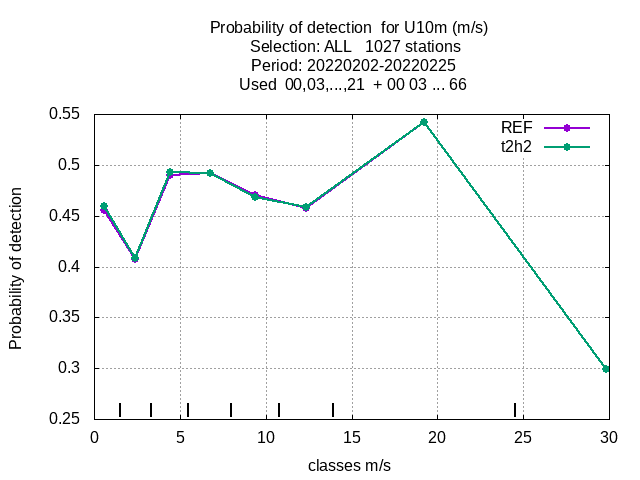 Probability of detection  for U10m (m/s)
Selection: ALL   1027 stations
Period: 20220202-20220225
Used  00,03,...,21  + 00 03 ... 66
REF
t2h2
Probability of detection
0.55
0.5
0.45
0.4
0.35
0.3
0.25
0 5 10 15 20 25 30
classes m/s